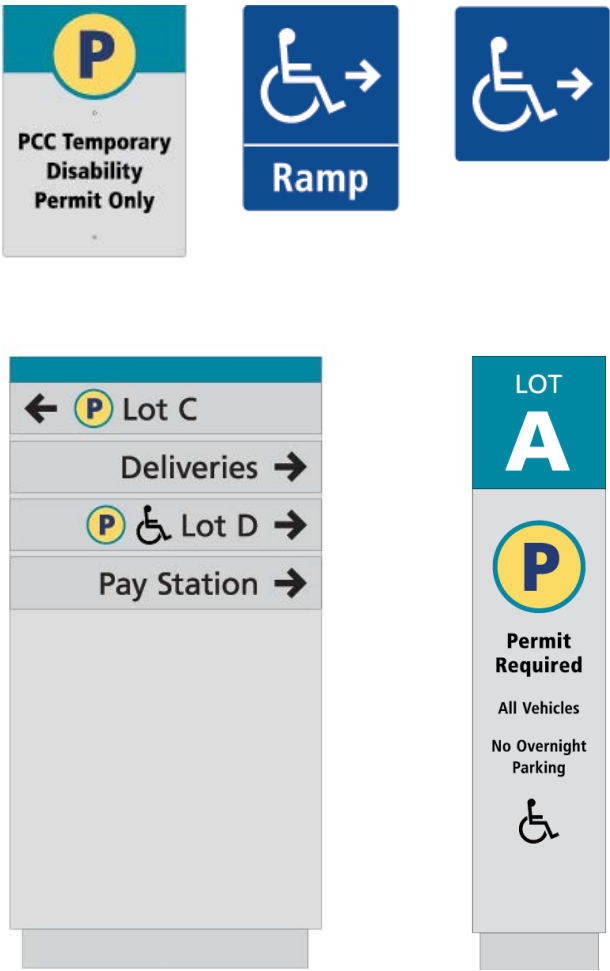 P
PCC Temporary
Disability
Permit Only
Ramp
P Lot C
Deliveries
P Lot D
Pay Station
LOT
A
P
Permit
Required
All Vehicles
No Overnight
Parking